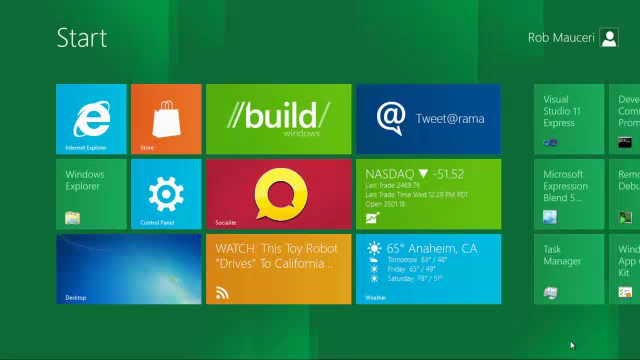 Start
Rob Mauceri
Internet Explorer
Store
//build/
windows
Tweet@rama
Visual
Studio 11
Express
Windows
Explorer
Control Panel
Socialite
NASDAQ ▼ -51.52
Last Trade 2469.76
Last Trade Time Wed 12:28 PM PDT
Open 2501.18
Microsoft
Expression
Blend 5...
Desktop
WATCH: This Toy Robot
"Drives" To California...
65° Anaheim, CA
Tomorrow 63° / 48°
Friday 65° / 49°
Saturday 78° / 51°
Weather
Task
Manager
Kit